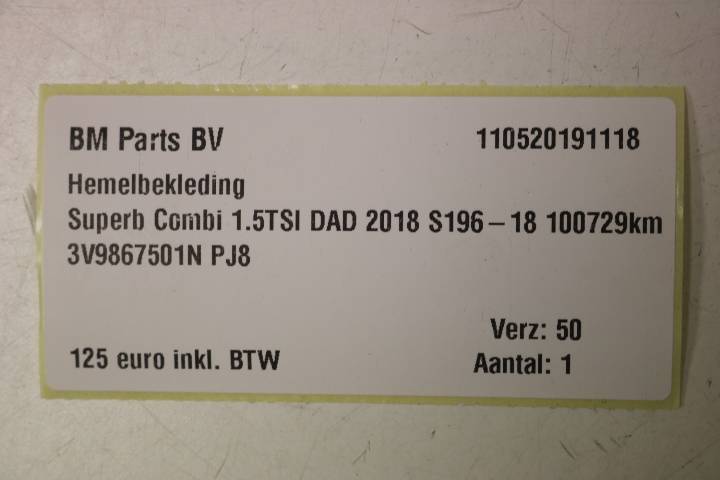 BM Parts BV 110520191118
Hemelbekleding
Superb Combi 1.5TSI DAD 2018 S196-18 100729km
3V9867501N PJ8
Verz: 50
125 euro inkl. BTW Aantal: 1